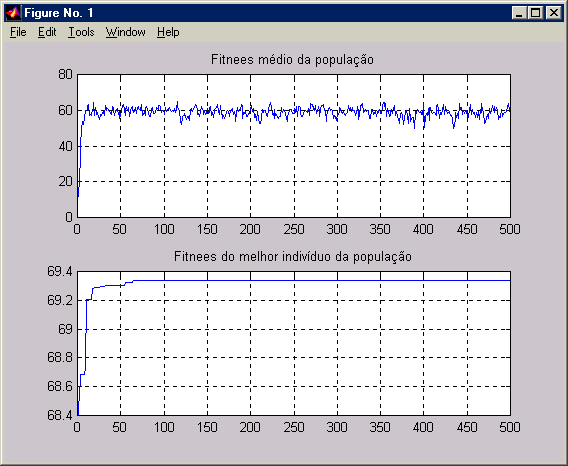 Figure No. 1
File Edit Tools Window Help
Fitnees médio da população
80
60
40
20
0
0 50 100 150 200 250 300 350 400 450 500
Fitnees do melhor indivíduo da população
69.4
69.2
69
68.8
68.6
68.4
0 50 100 150 200 250 300 350 400 450 500